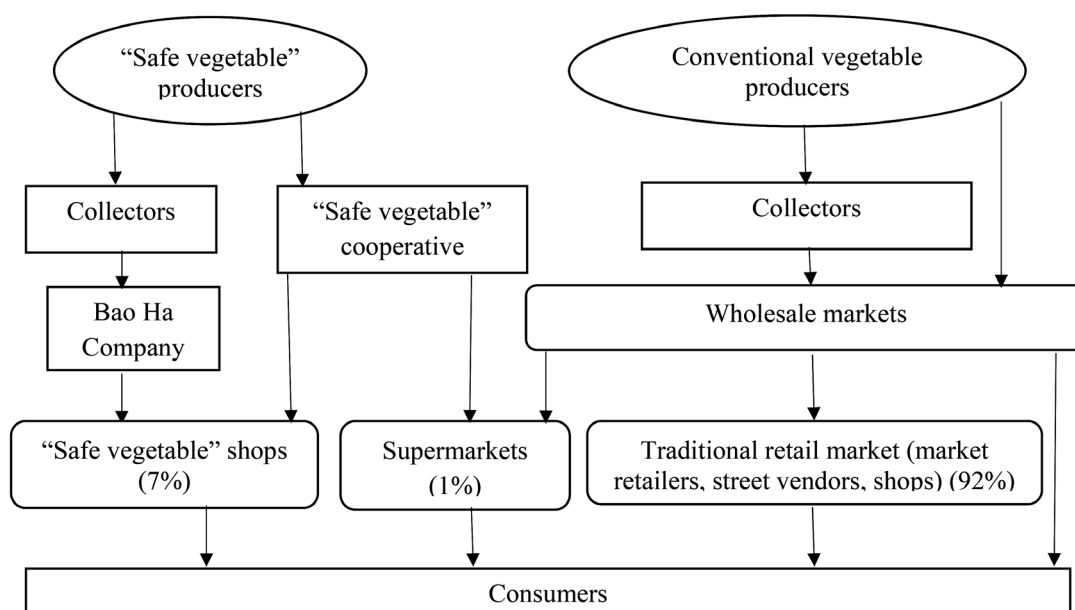 “Safe vegetable”
producers
Conventional vegetable
producers
Collectors
“Safe vegetable”
cooperative
Collectors
Bao Ha
Company
Wholesale markets
“Safe vegetable” shops
(7%)
Supermarkets
(1%)
Traditional retail market (market
retailers, street vendors, shops) (92%)
Consumers